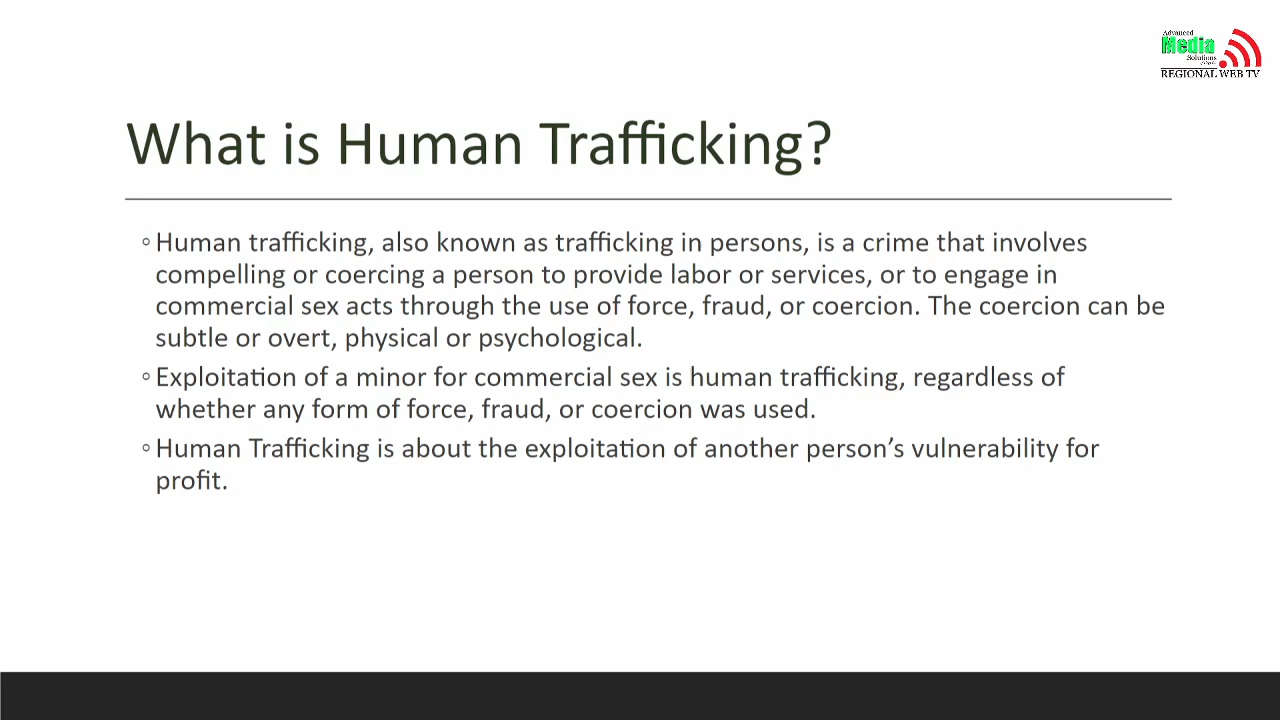 Advanced
Media
Solutions
REGIONAL WEB TV
What is Human Trafficking?
◦ Human trafficking, also known as trafficking in persons, is a crime that involves
compelling or coercing a person to provide labor or services, or to engage in
commercial sex acts through the use of force, fraud, or coercion. The coercion can be
subtle or overt, physical or psychological.
◦ Exploitation of a minor for commercial sex is human trafficking, regardless of
whether any form of force, fraud, or coercion was used.
◦ Human Trafficking is about the exploitation of another person’s vulnerability for
profit.